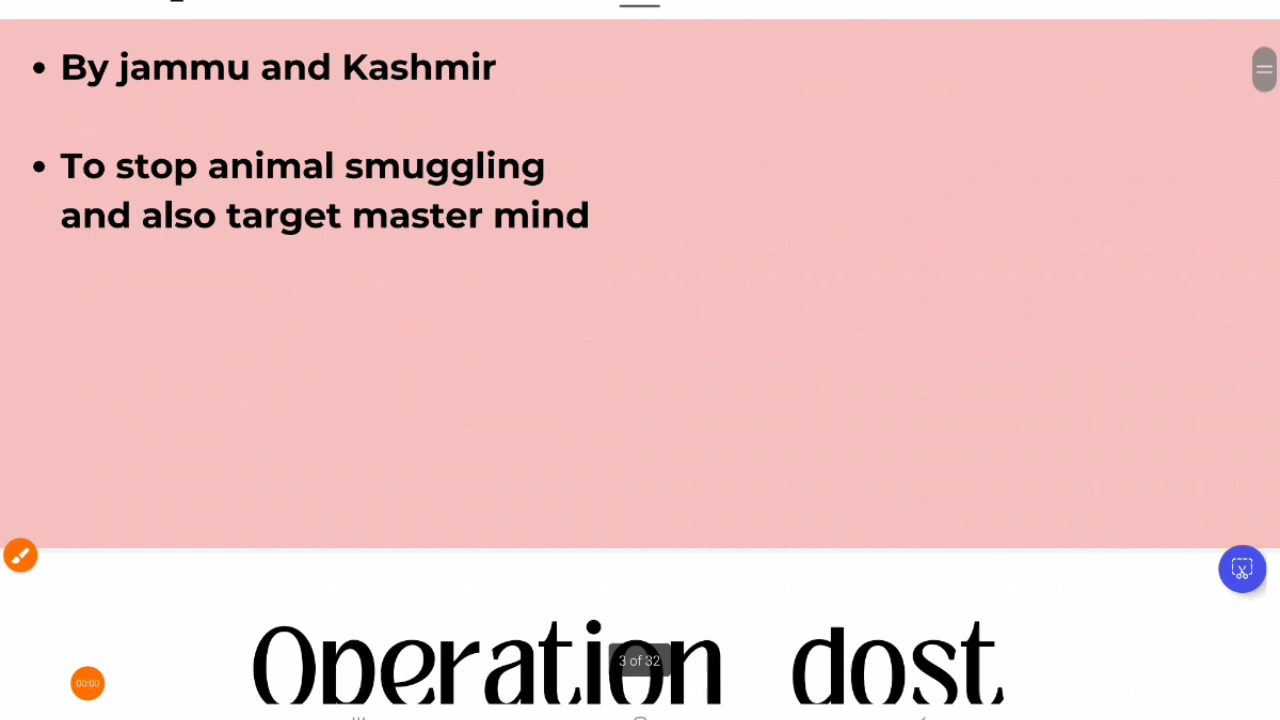 • By jammu and Kashmir
• To stop animal smuggling
and also target master mind
Operation dost
3 of 32
00:00